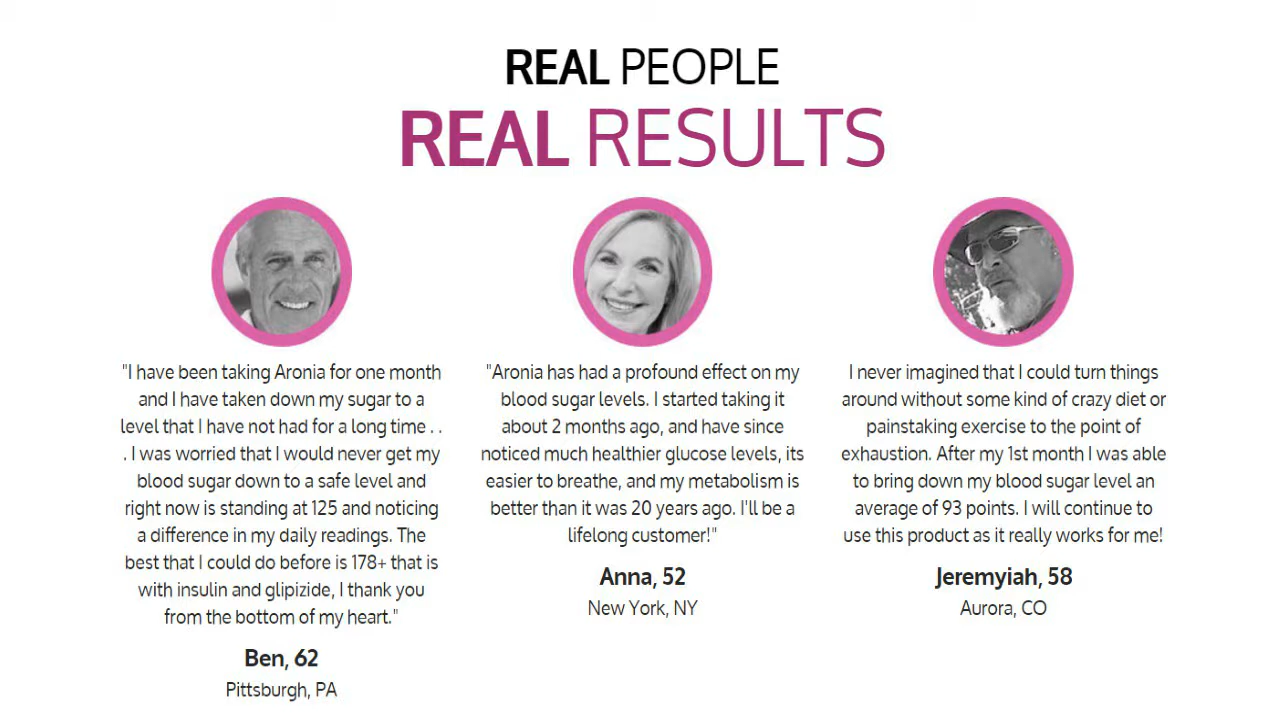 REAL PEOPLE
REAL RESULTS
"I have been taking Aronia for one month
and I have taken down my sugar to a
level that I have not had for a long time . .
. I was worried that I would never get my
blood sugar down to a safe level and
right now is standing at 125 and noticing
a difference in my daily readings. The
best that I could do before is 178+ that is
with insulin and glipizide, I thank you
from the bottom of my heart."
Ben, 62
Pittsburgh, PA
"Aronia has had a profound effect on my
blood sugar levels. I started taking it
about 2 months ago, and have since
noticed much healthier glucose levels, its
easier to breathe, and my metabolism is
better than it was 20 years ago. I'll be a
lifelong customer!"
Anna, 52
New York, NY
I never imagined that I could turn things
around without some kind of crazy diet or
painstaking exercise to the point of
exhaustion. After my 1st month I was able
to bring down my blood sugar level an
average of 93 points. I will continue to
use this product as it really works for me!
Jeremyiah, 58
Aurora, CO